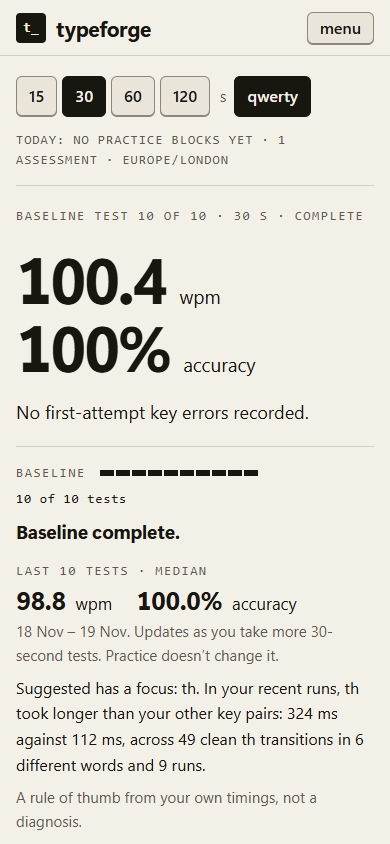 t_ typeforge menu
15 30 60 120 s qwerty
TODAY: NO PRACTICE BLOCKS YET · 1
ASSESSMENT · EUROPE/LONDON
BASELINE TEST 10 OF 10 · 30 S · COMPLETE
100.4 wpm
100% accuracy
No first-attempt key errors recorded.
BASELINE
10 of 10 tests
Baseline complete.
LAST 10 TESTS · MEDIAN
98.8 wpm 100.0% accuracy
18 Nov – 19 Nov. Updates as you take more 30-
second tests. Practice doesn't change it.
Suggested has a focus: th. In your recent runs, th
took longer than your other key pairs: 324 ms
against 112 ms, across 49 clean th transitions in 6
different words and 9 runs.
A rule of thumb from your own timings, not a
diagnosis.